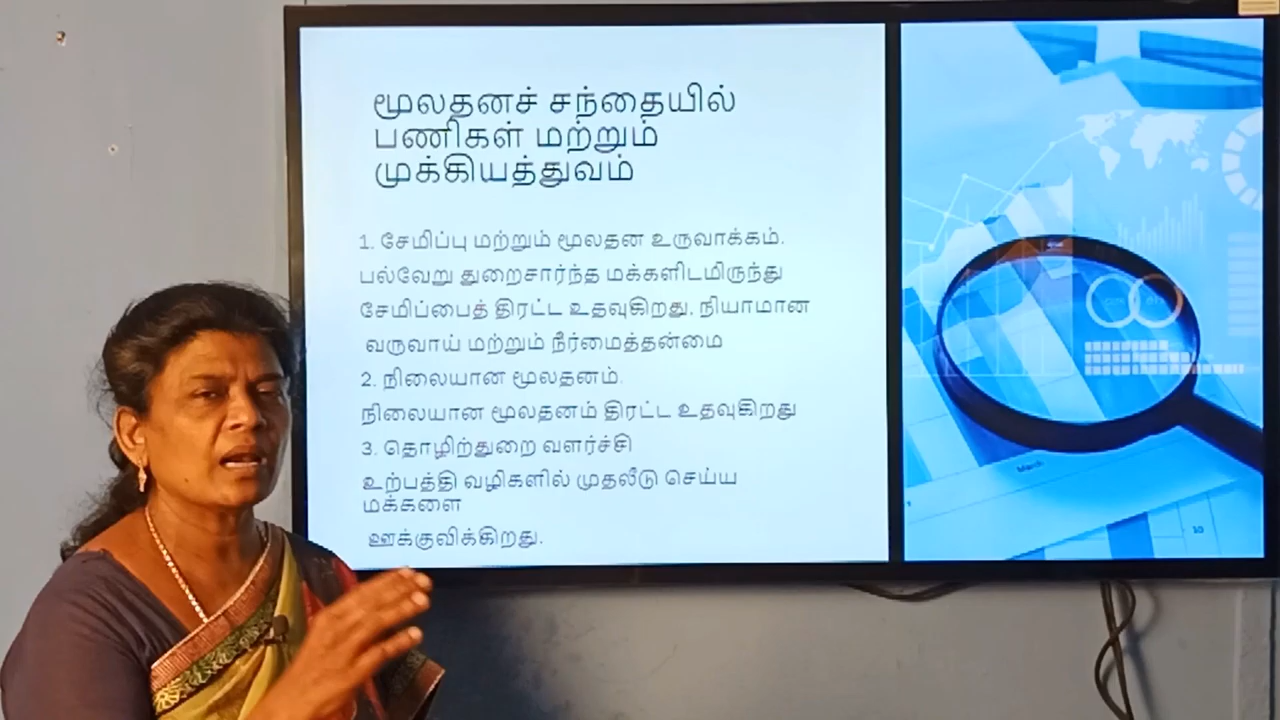 மூலதனச் சந்தையில்
பணிகள் மற்றும்
முக்கியத்துவம்
1. சேமிப்பு மற்றும் மூலதன உருவாக்கம்.
பல்வேறு துறைசார்ந்த மக்களிடமிருந்து
சேமிப்பைத் திரட்ட உதவுகிறது. நியாமான
வருவாய் மற்றும் நீர்மைத்தன்மை
2. நிலையான மூலதனம்.
நிலையான மூலதனம் திரட்ட உதவுகிறது
3. தொழிற்துறை வளர்ச்சி
உற்பத்தி வழிகளில் முதலீடு செய்ய
மக்களை
ஊக்குவிக்கிறது.
March
10